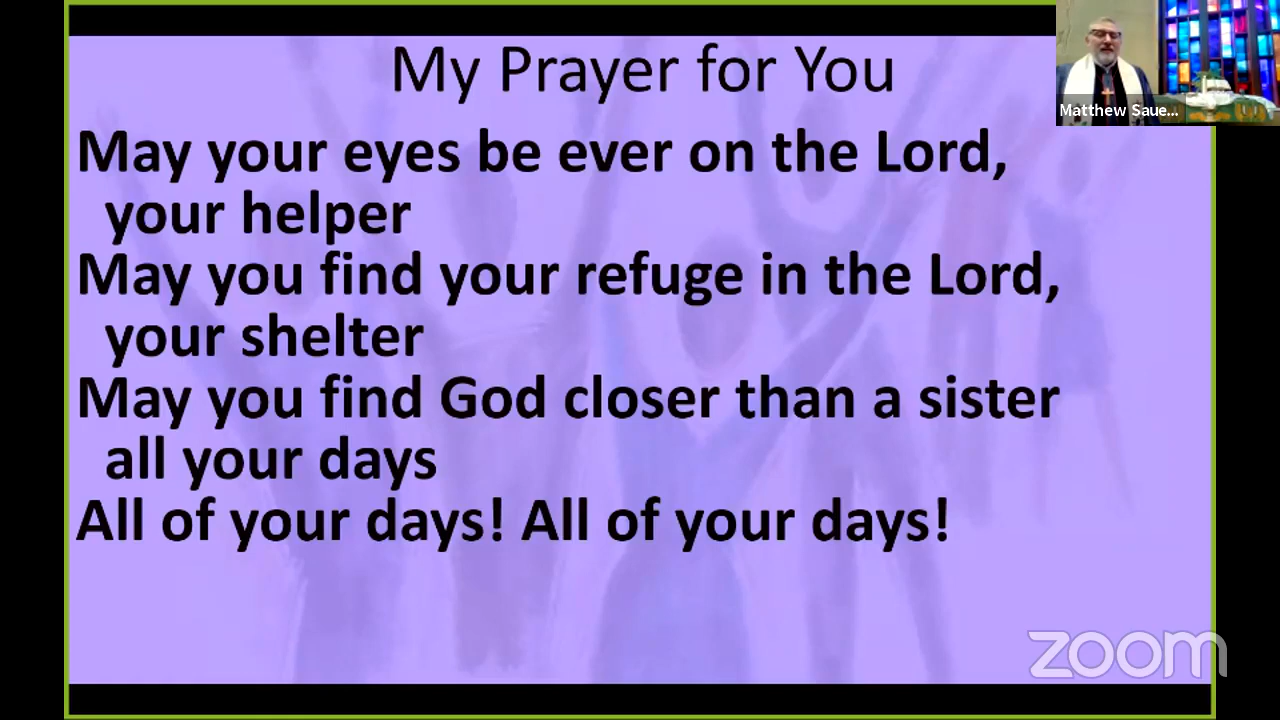 My Prayer for You
Matthew Saue...
May your eyes be ever on the Lord,
your helper
May you find your refuge in the Lord,
your shelter
May you find God closer than a sister
all your days
All of your days! All of your days!
zoom